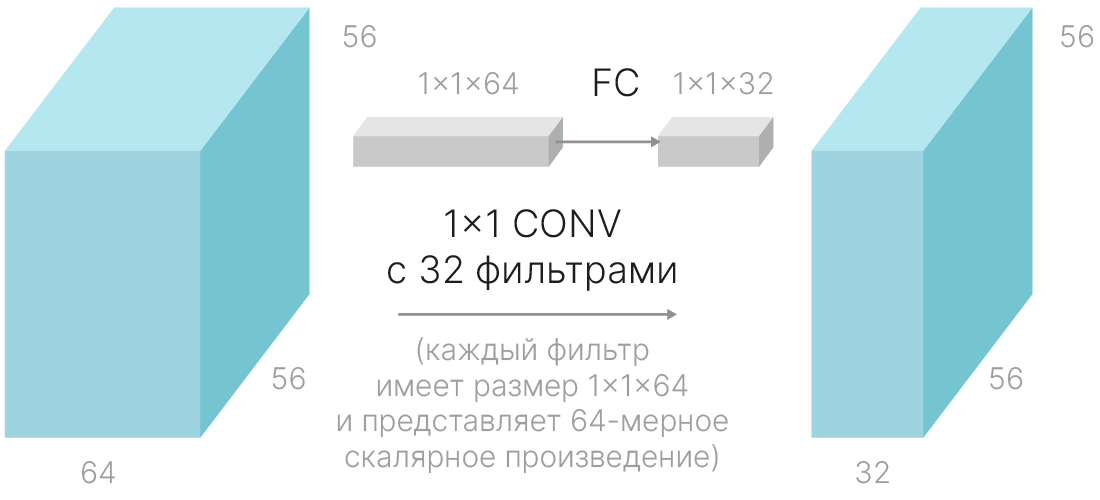 56
56
1×1×64
FC
1×1×32
1×1 CONV
с 32 фильтрами
(каждый фильтр
имеет размер 1×1×64
и представляет 64-мерное
скалярное произведение)
56
56
64
32